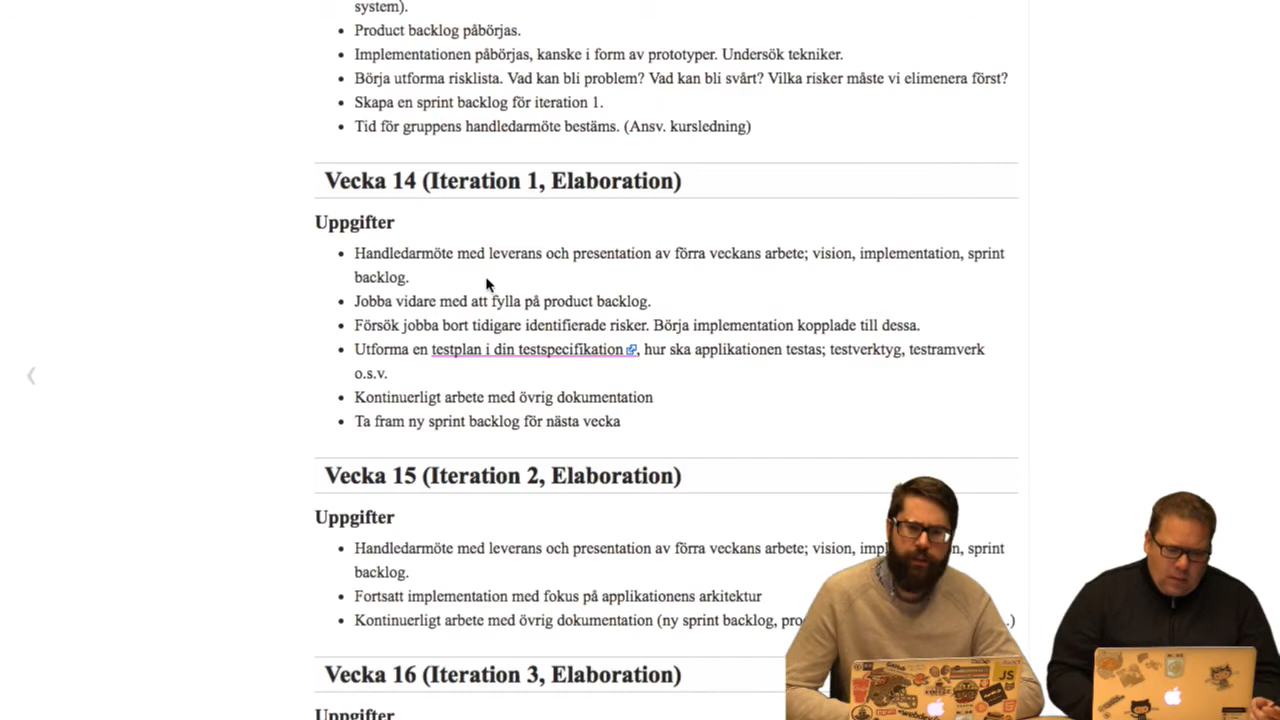 system).
Product backlog påbörjas.
Implementationen påbörjas, kanske i form av prototyper. Undersök tekniker.
Börja utforma risklista. Vad kan bli problem? Vad kan bli svårt? Vilka risker måste vi elimenera först?
Skapa en sprint backlog för iteration 1.
Tid för gruppens handledarmöte bestäms. (Ansv. kursledning)
Vecka 14 (Iteration 1, Elaboration)
Uppgifter
Handledarmöte med leverans och presentation av förra veckans arbete; vision, implementation, sprint
backlog.
Jobba vidare med att fylla på product backlog.
Försök jobba bort tidigare identifierade risker. Börja implementation kopplade till dessa.
Utforma en testplan i din testspecifikation, hur ska applikationen testas; testverktyg, testramverk
o.s.v.
Kontinuerligt arbete med övrig dokumentation
Ta fram ny sprint backlog för nästa vecka
Vecka 15 (Iteration 2, Elaboration)
Uppgifter
Handledarmöte med leverans och presentation av förra veckans arbete; vision, sprint
backlog.
Fortsatt implementation med fokus på applikationens arkitektur
Kontinuerligt arbete med övrig dokumentation (ny sprint backlog,
Vecka 16 (Iteration 3, Elaboration)
Uppgifter
JS